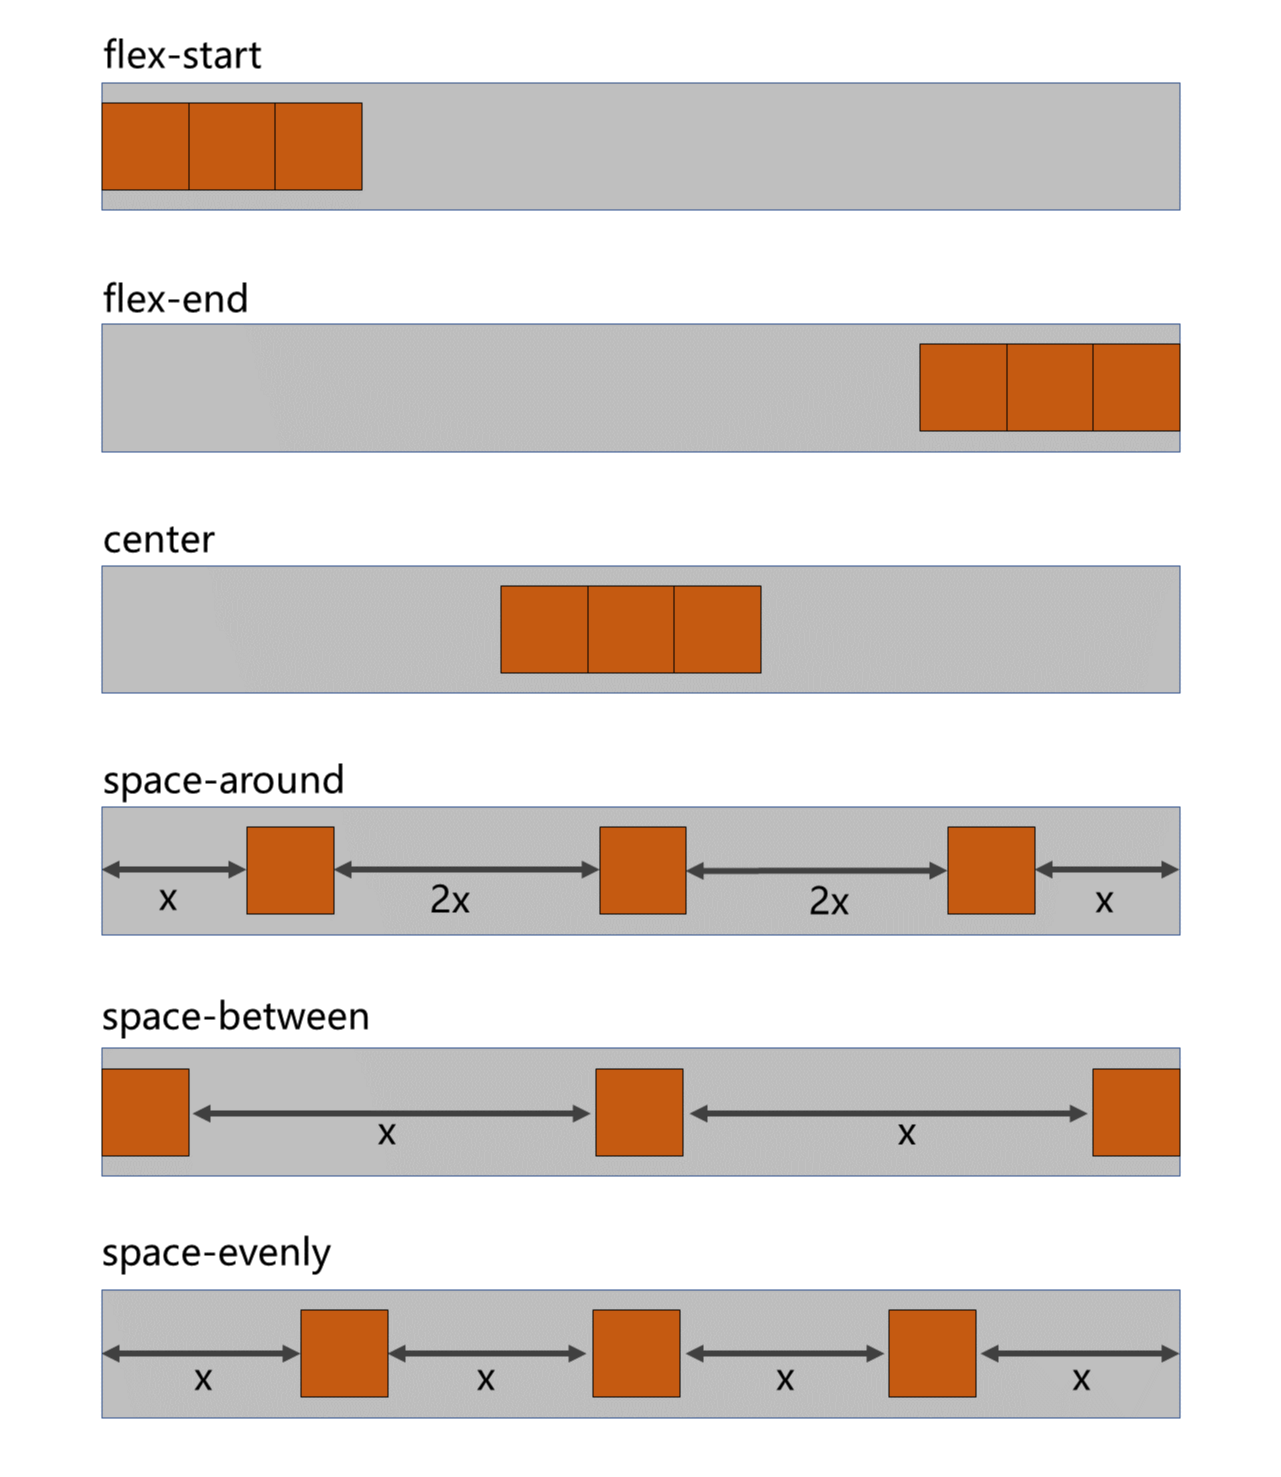 flex-start
flex-end
center
space-around
x 2x 2x x
space-between
x x
space-evenly
x x x x